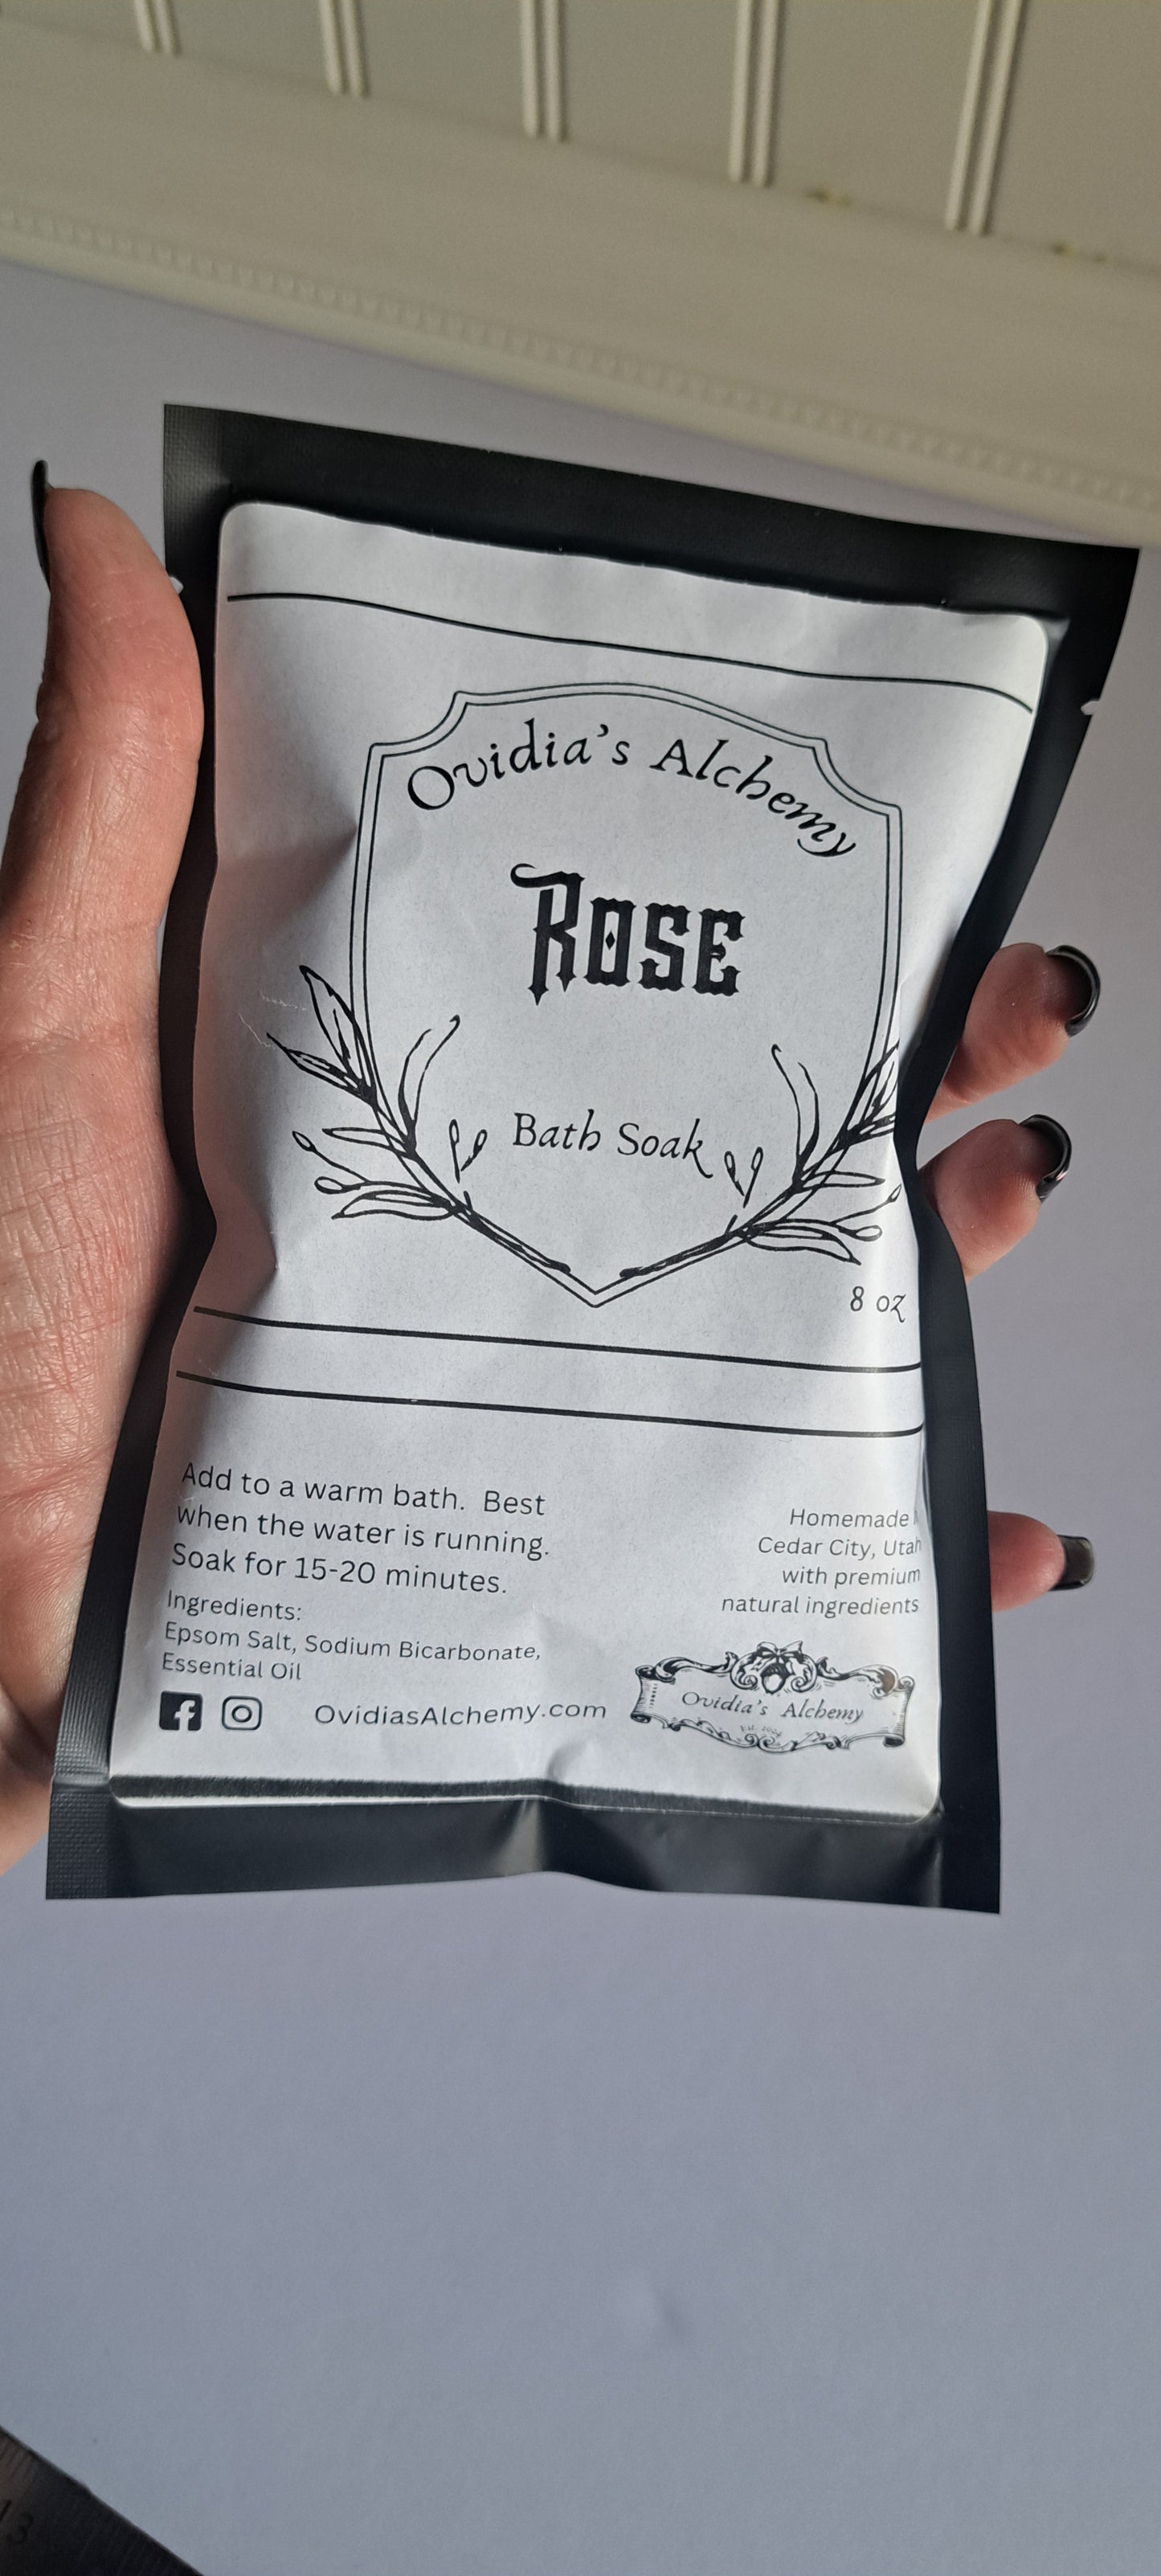 Ovidia's Alchemy
Rose
Bath Soak
8 oz
Add to a warm bath. Best
when the water is running.
Soak for 15-20 minutes.
Ingredients:
Epsom Salt, Sodium Bicarbonate,
Essential Oil
OvidiasAlchemy.com
Homemade
Cedar City, Utah
with premium
natural ingredients
Ovidia's Alchemy
13